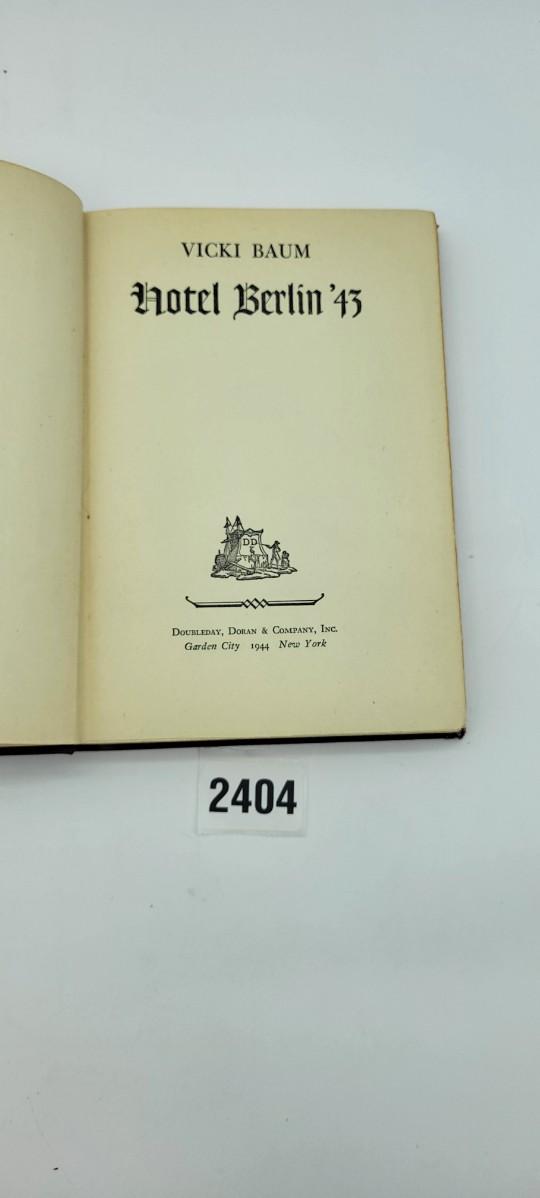 VICKI BAUM
Hotel Berlin '43
DD
Doubleday, Doran & Company, Inc.
Garden City 1944 New York
2404